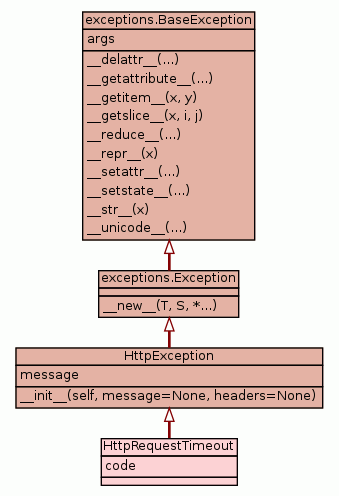 exceptions.BaseException
args
__delattr__(...)
__getattribute__(...)
__getitem__(x, y)
__getslice__(x, i, j)
__reduce__(...)
__repr__(x)
__setattr__(...)
__setstate__(...)
__str__(x)
__unicode__(...)
exceptions.Exception
__new__(T, S, *...)
HttpException
message
__init__(self, message=None, headers=None)
HttpRequestTimeout
code